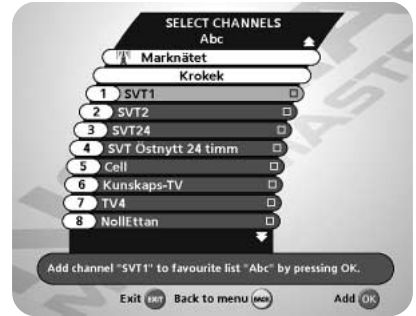 SELECT CHANNELS
Abc
Marknätet
Krokek
1 SVT1
2 SVT2
3 SVT24
4 SVT Östnytt 24 timm
5 Cell
6 Kunskaps-TV
7 TV4
8 NollEttan
Add channel "SVT1" to favourite list "Abc" by pressing OK.
Exit EXIT Back to menu BACK Add OK